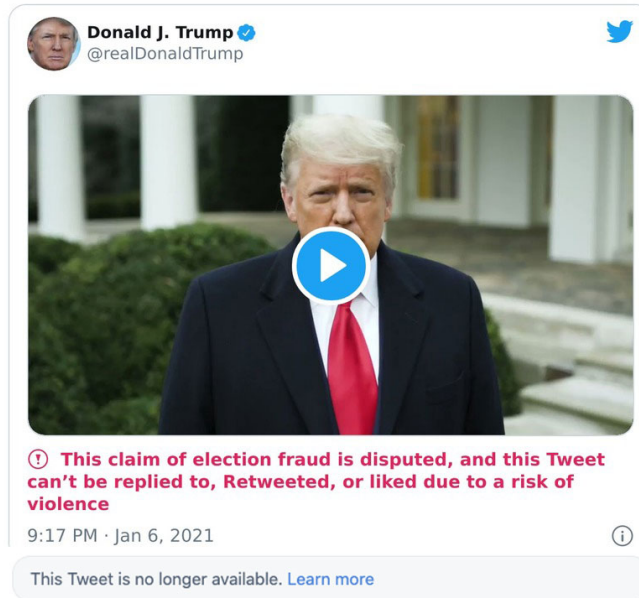 Donald J. Trump
@realDonaldTrump
This claim of election fraud is disputed, and this Tweet
can’t be replied to, Retweeted, or liked due to a risk of
violence
9:17 PM · Jan 6, 2021
This Tweet is no longer available. Learn more